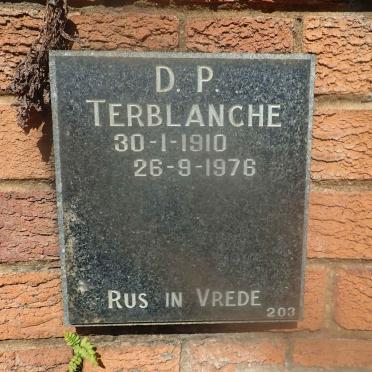 D. P.
TERBLANCHE
30-1-1910
26-9-1976
RUS IN VREDE
203